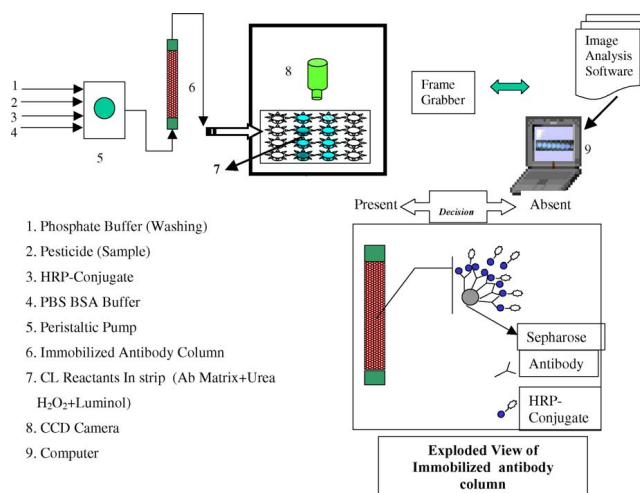 1
2
3
4
5
6
7
8
Frame
Grabber
Image
Analysis
Software
9
Present
Decision
Absent
1. Phosphate Buffer (Washing)
2. Pesticide (Sample)
3. HRP-Conjugate
4. PBS BSA Buffer
5. Peristaltic Pump
6. Immobilized Antibody Column
7. CL Reactants In strip (Ab Matrix+Urea
H₂O₂+Luminol)
8. CCD Camera
9. Computer
Sepharose
Antibody
HRP-
Conjugate
Exploded View of
Immobilized antibody
column